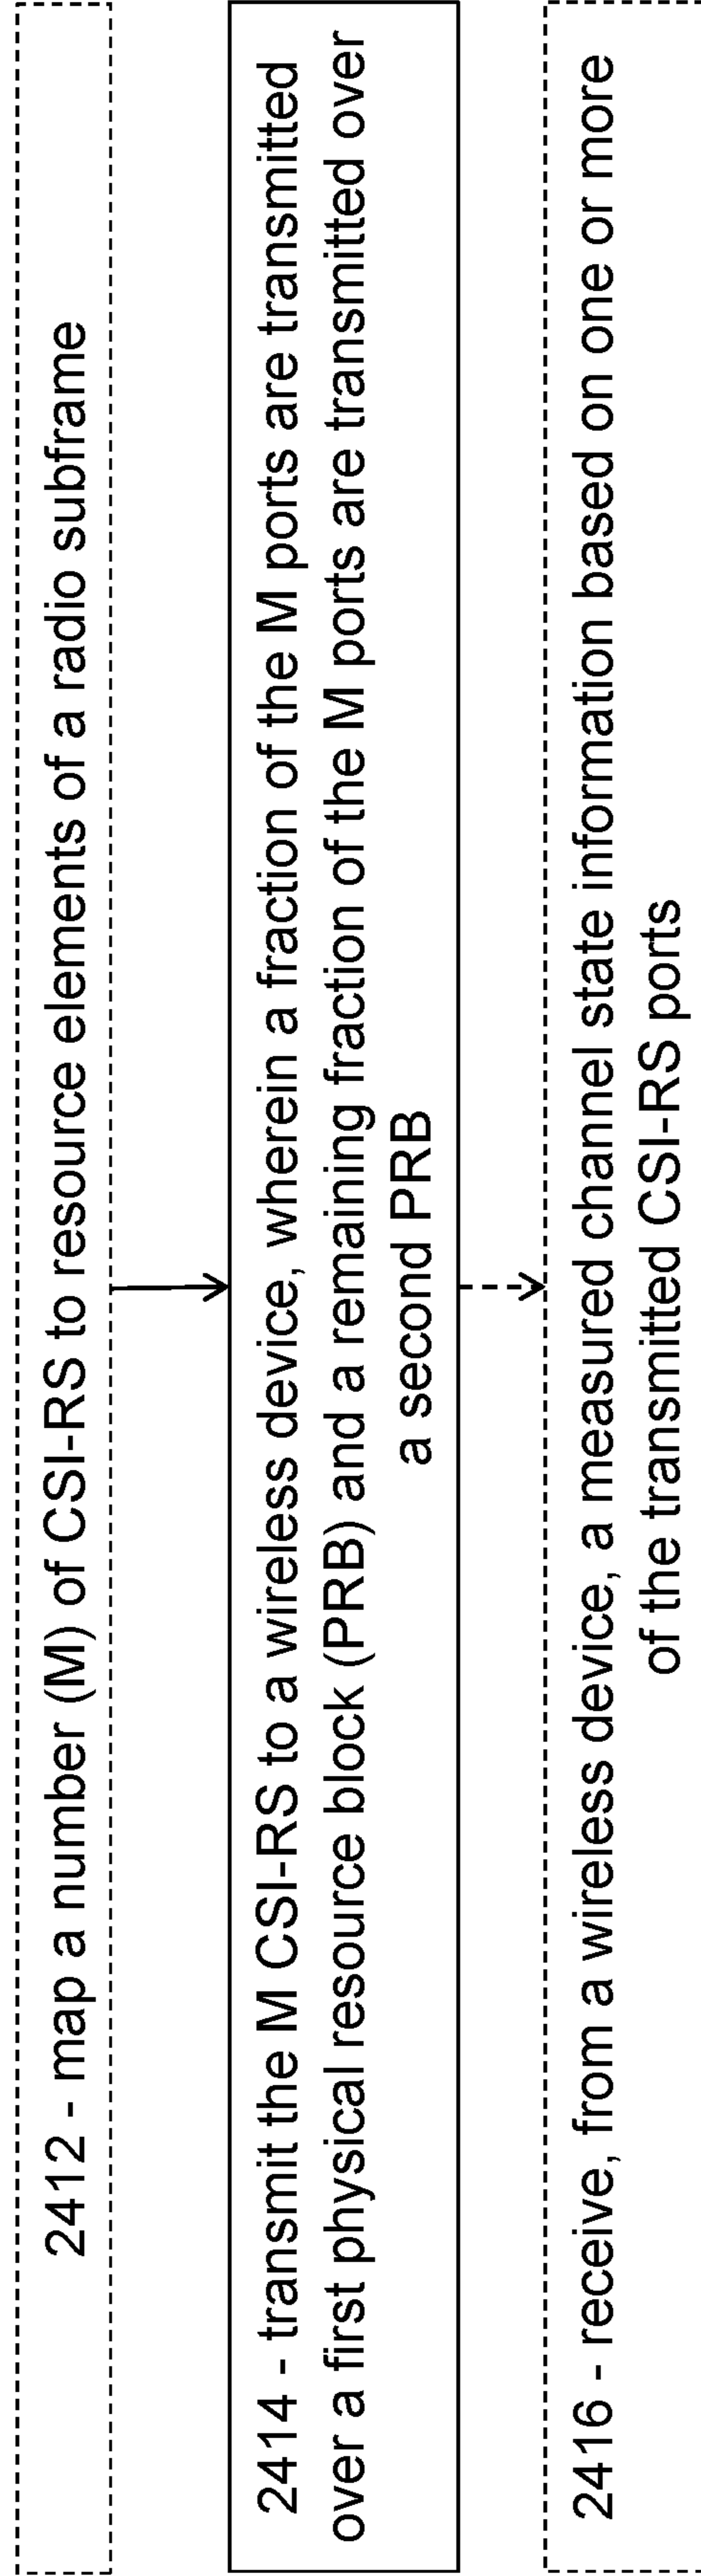 2412 - map a number (M) of CSI-RS to resource elements of a radio subframe
2414 - transmit the M CSI-RS to a wireless device, wherein a fraction of the M ports are transmitted
over a first physical resource block (PRB) and a remaining fraction of the M ports are transmitted over
a second PRB
2416 - receive, from a wireless device, a measured channel state information based on one or more
of the transmitted CSI-RS ports